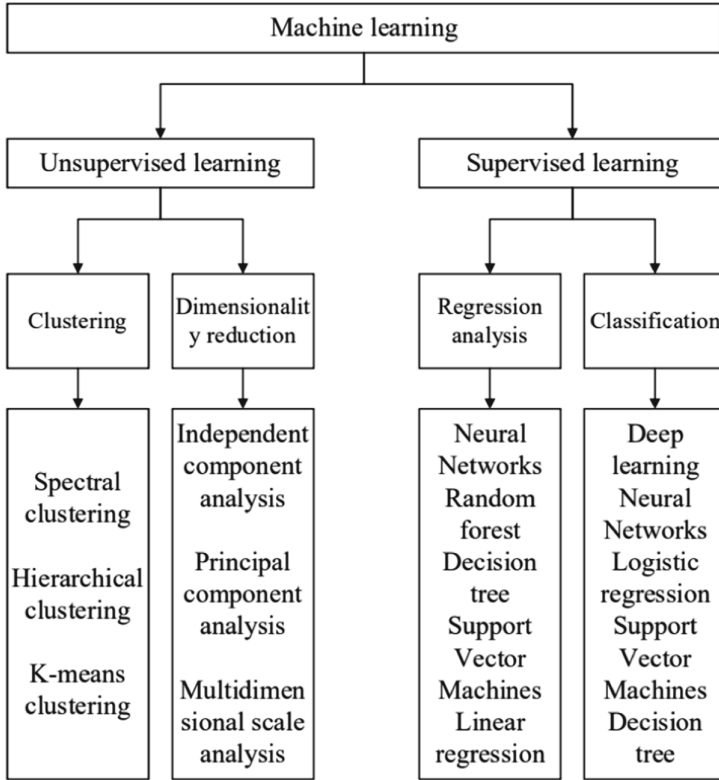 Machine learning
Unsupervised learning
Supervised learning
Clustering
Dimensionalit
y reduction
Regression
analysis
Classification
Spectral
clustering
Hierarchical
clustering
K-means
clustering
Independent
component
analysis
Principal
component
analysis
Multidimen
sional scale
analysis
Neural
Networks
Random
forest
Decision
tree
Support
Vector
Machines
Linear
regression
Deep
learning
Neural
Networks
Logistic
regression
Support
Vector
Machines
Decision
tree